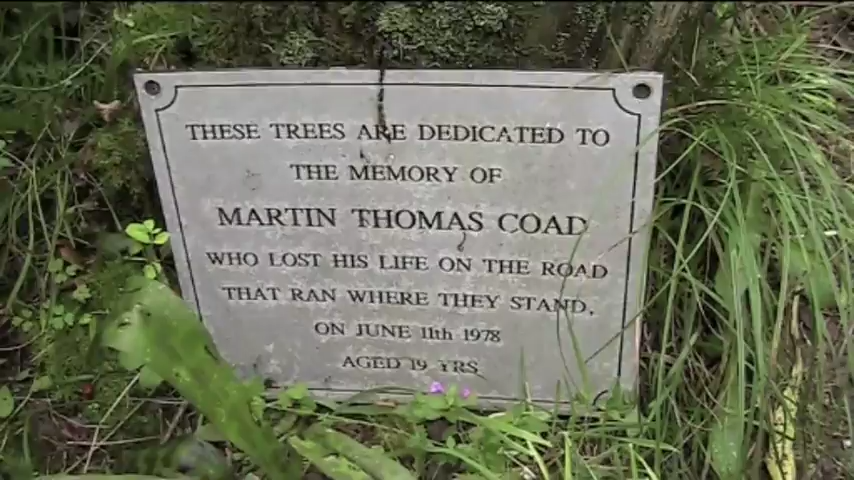 THESE TREES ARE DEDICATED TO
THE MEMORY OF
MARTIN THOMAS COAD
WHO LOST HIS LIFE ON THE ROAD
THAT RAN WHERE THEY STAND,
ON JUNE 11th 1978
AGED 19 YRS